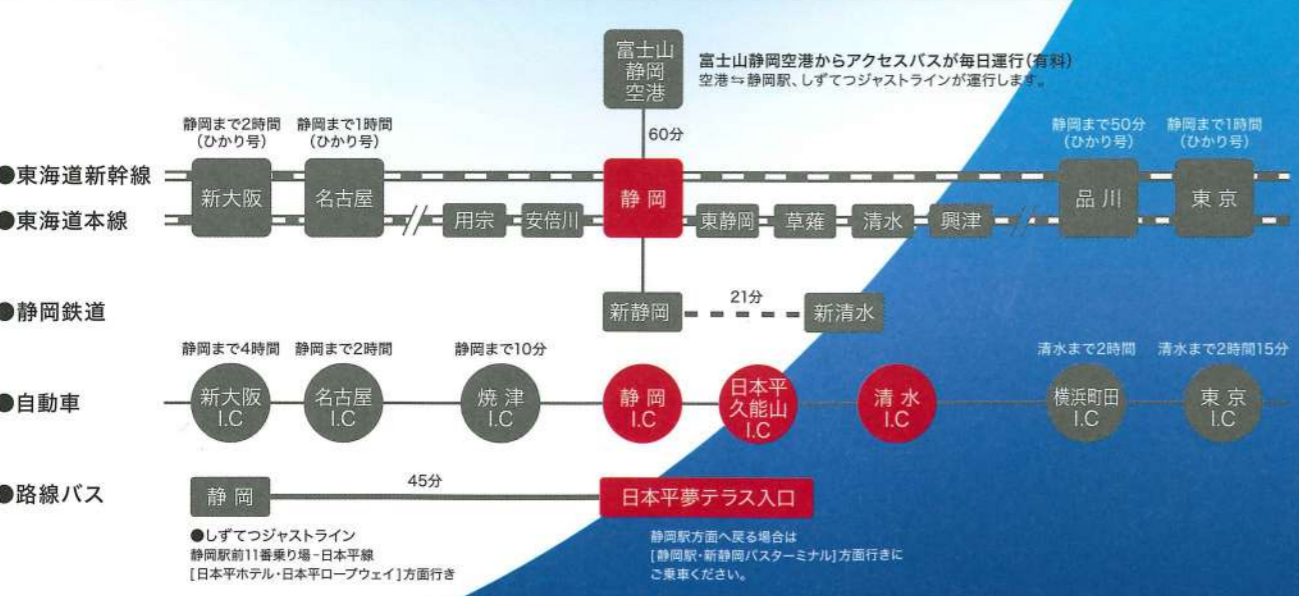 富士山
静岡
空港
富士山静岡空港からアクセスバスが毎日運行(有料)
空港⇆静岡駅、しずてつジャストラインが運行します。
60分
静岡まで2時間
(ひかり号)
静岡まで1時間
(ひかり号)
静岡まで50分
(ひかり号)
静岡まで1時間
(ひかり号)
●東海道新幹線
新大阪
名古屋
静岡
品川
東京
●東海道本線
用宗
安倍川
東静岡
草薙
清水
興津
●静岡鉄道
新静岡
21分
新清水
静岡まで4時間
静岡まで2時間
静岡まで10分
清水まで2時間
清水まで2時間15分
●自動車
新大阪
I.C
名古屋
I.C
焼津
I.C
静岡
I.C
日本平
久能山
I.C
清水
I.C
横浜町田
I.C
東京
I.C
●路線バス
静岡
45分
日本平夢テラス入口
●しずてつジャストライン
静岡駅前11番乗り場-日本平線
[日本平ホテル・日本平ロープウェイ]方面行き
静岡駅方面へ戻る場合は
[静岡駅・新静岡バスターミナル]方面行きに
ご乗車ください。